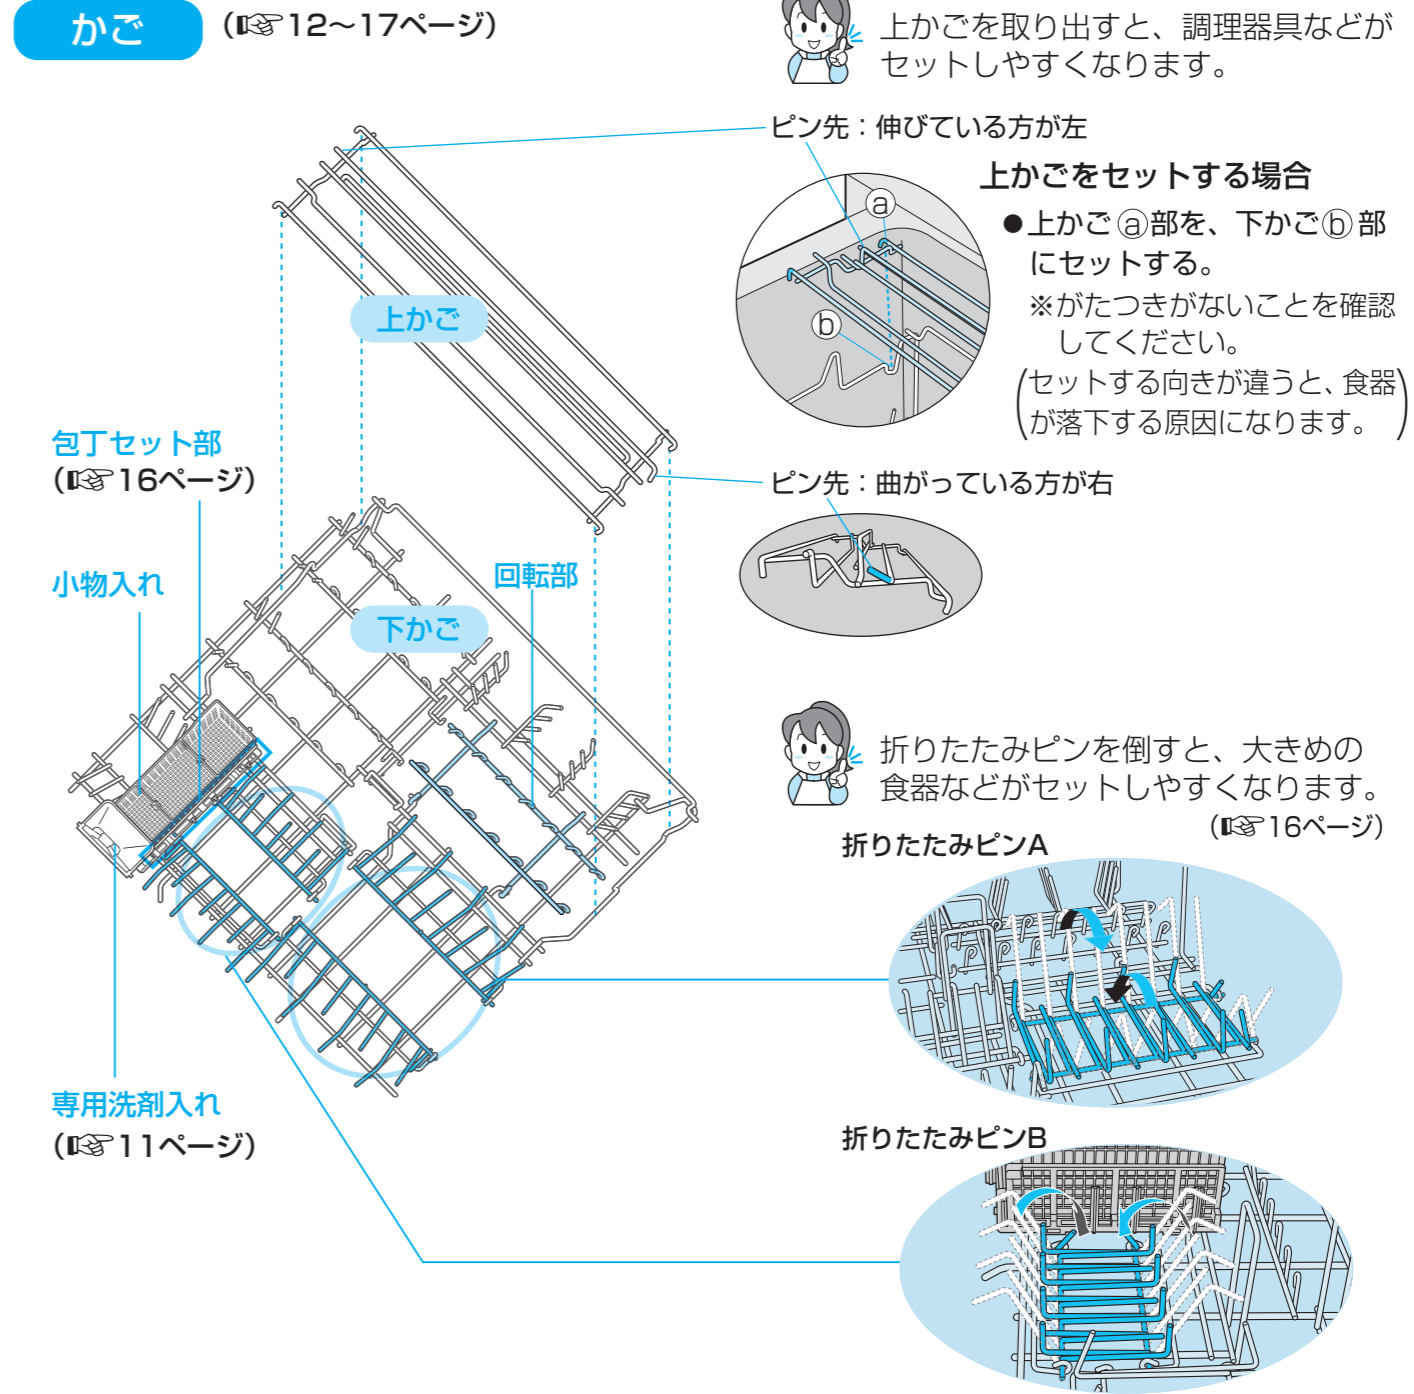 かご
(☞12〜17ページ)
上かごを取り出すと、調理器具などが
セットしやすくなります。
ピン先：伸びている方が左
上かごをセットする場合
●上かごⓐ部を、下かごⓑ部
にセットする。
※がたつきがないことを確認
してください。
(セットする向きが違うと、食器
が落下する原因になります。)
ⓐ
ⓑ
上かご
包丁セット部
(☞16ページ)
ピン先：曲がっている方が右
小物入れ
回転部
下かご
折りたたみピンを倒すと、大きめの
食器などがセットしやすくなります。
(☞16ページ)
折りたたみピンA
専用洗剤入れ
(☞11ページ)
折りたたみピンB